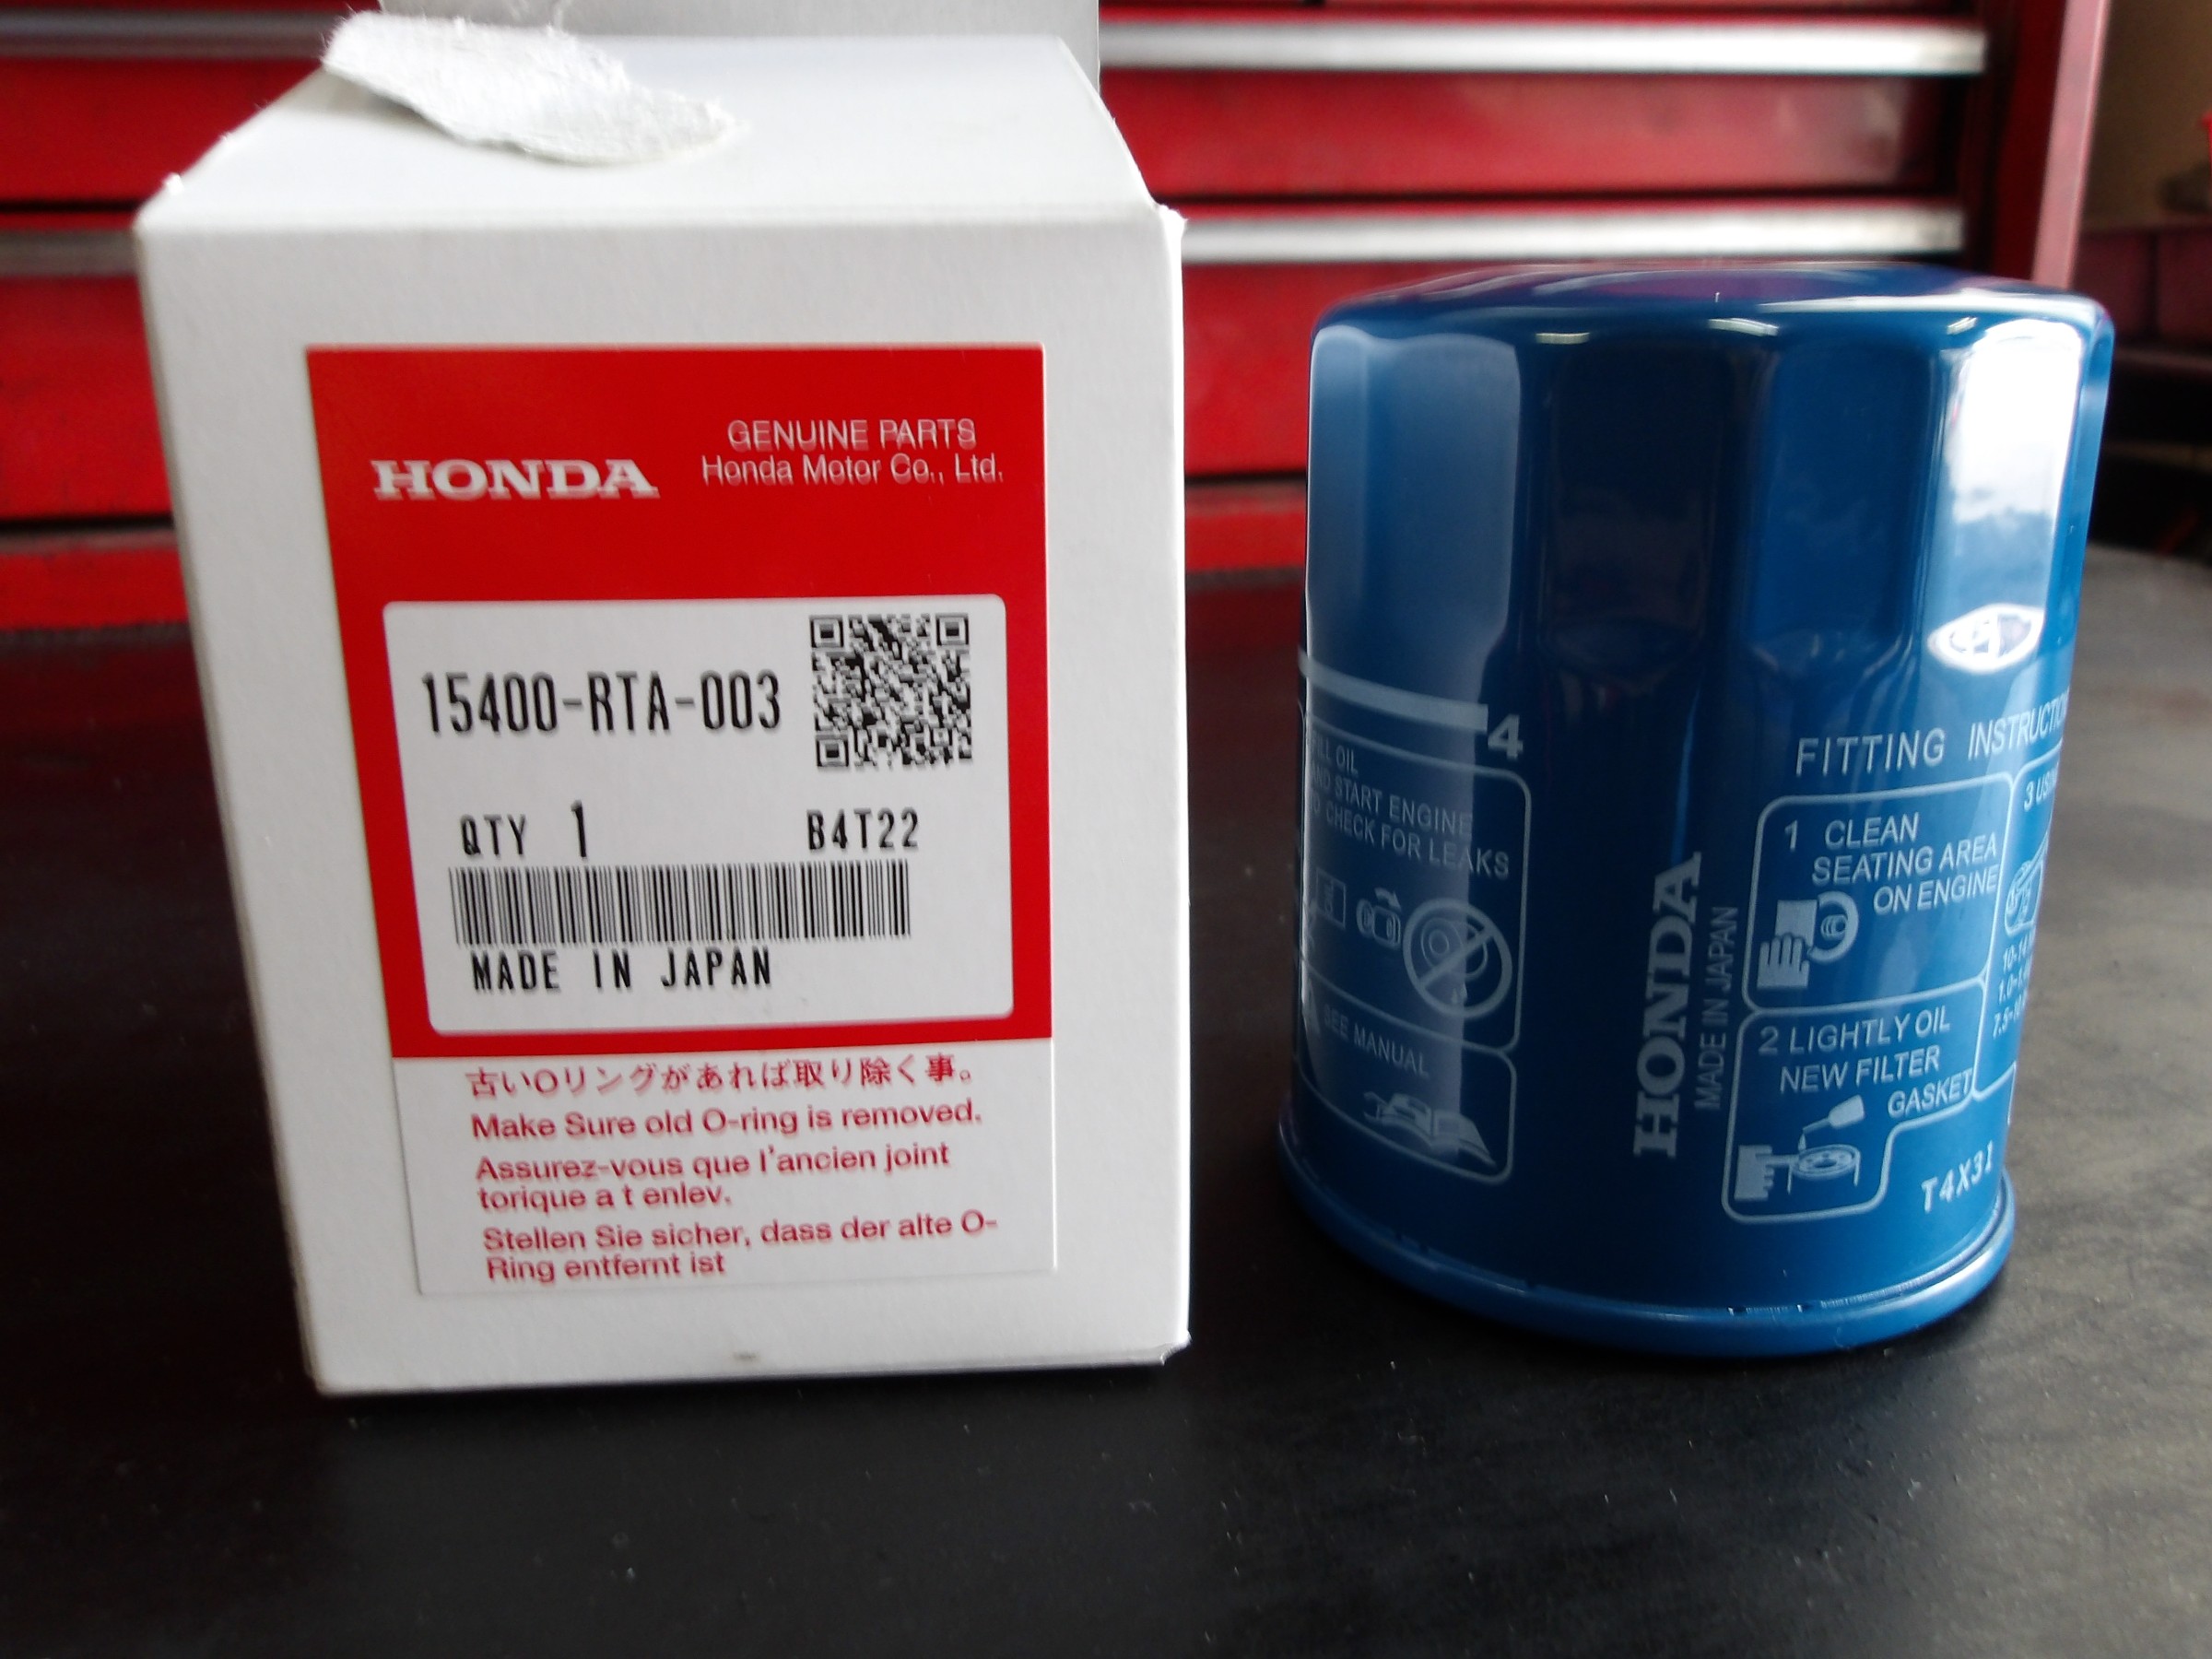 HONDA
GENUINE PARTS
Honda Motor Co., Ltd.
15400-RTA-003
QTY 1 B4T22
MADE IN JAPAN
古いOリングがあれば取り除く事。
Make Sure old O-ring is removed.
Assurez-vous que l'ancien joint
torique a t enlev.
Stellen Sie sicher, dass der alte O-
Ring entfernt ist
4
OIL
START ENGINE
CHECK FOR LEAKS
SEE MANUAL
HONDA
MADE IN JAPAN
FITTING
1 CLEAN
SEATING AREA
ON ENGINE
2 LIGHTLY OIL
NEW FILTER
GASKET
3
T4X31